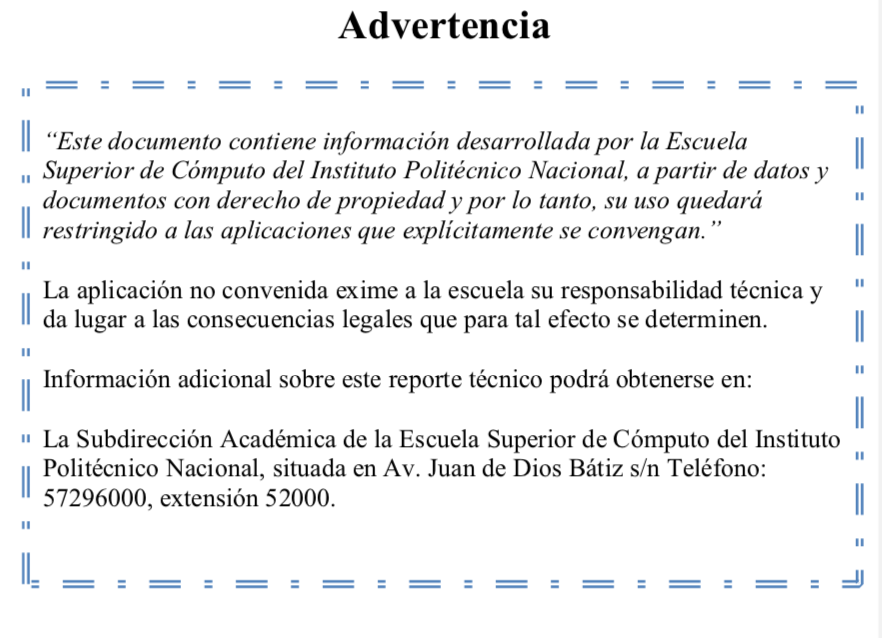 Advertencia
“Este documento contiene información desarrollada por la Escuela
Superior de Cómputo del Instituto Politécnico Nacional, a partir de datos y
documentos con derecho de propiedad y por lo tanto, su uso quedará
restringido a las aplicaciones que explícitamente se convengan.”
La aplicación no convenida exime a la escuela su responsabilidad técnica y
da lugar a las consecuencias legales que para tal efecto se determinen.
Información adicional sobre este reporte técnico podrá obtenerse en:
La Subdirección Académica de la Escuela Superior de Cómputo del Instituto
Politécnico Nacional, situada en Av. Juan de Dios Bátiz s/n Teléfono:
57296000, extensión 52000.